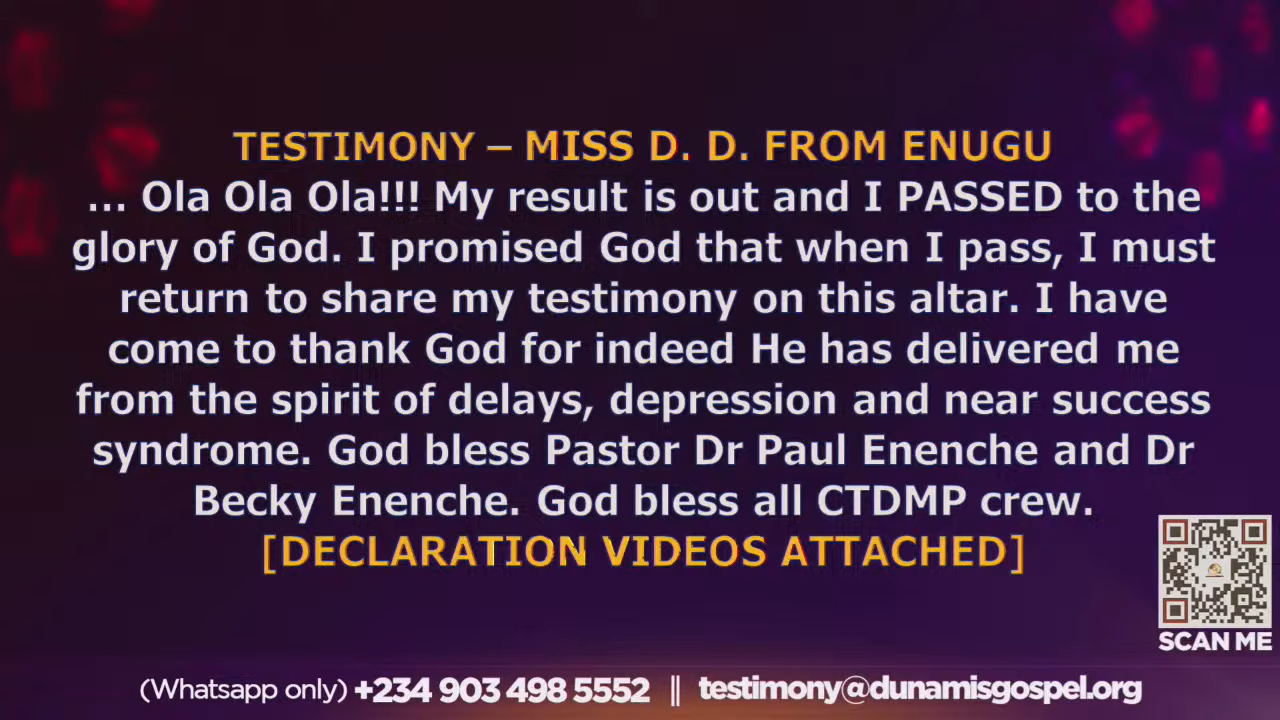 TESTIMONY – MISS D. D. FROM ENUGU
... Ola Ola Ola!!! My result is out and I PASSED to the
glory of God. I promised God that when I pass, I must
return to share my testimony on this altar. I have
come to thank God for indeed He has delivered me
from the spirit of delays, depression and near success
syndrome. God bless Pastor Dr Paul Enenche and Dr
Becky Enenche. God bless all CTDMP crew.
[DECLARATION VIDEOS ATTACHED]
SCAN ME
(Whatsapp only) +234 903 498 5552 || testimony@dunamisgospel.org